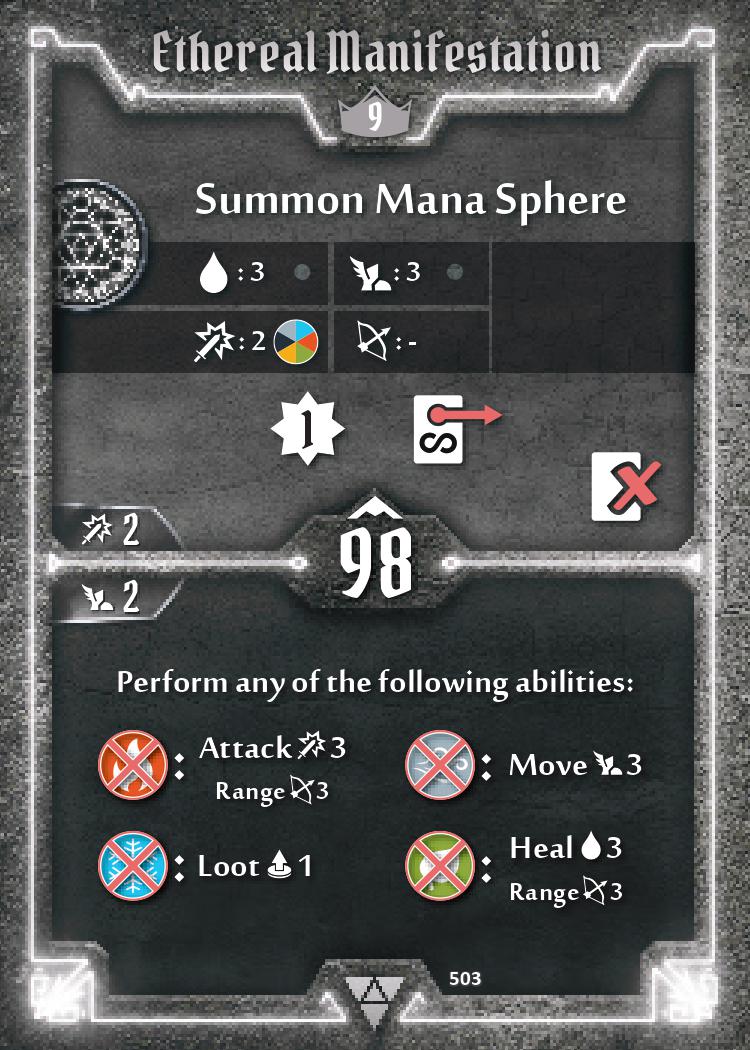 Ethereal Manifestation
9
Summon Mana Sphere
: 3
: 3
: 2
: -
1
2
98
2
Perform any of the following abilities:
: Attack 3
Range 3
: Move 3
: Loot 1
: Heal 3
Range 3
503